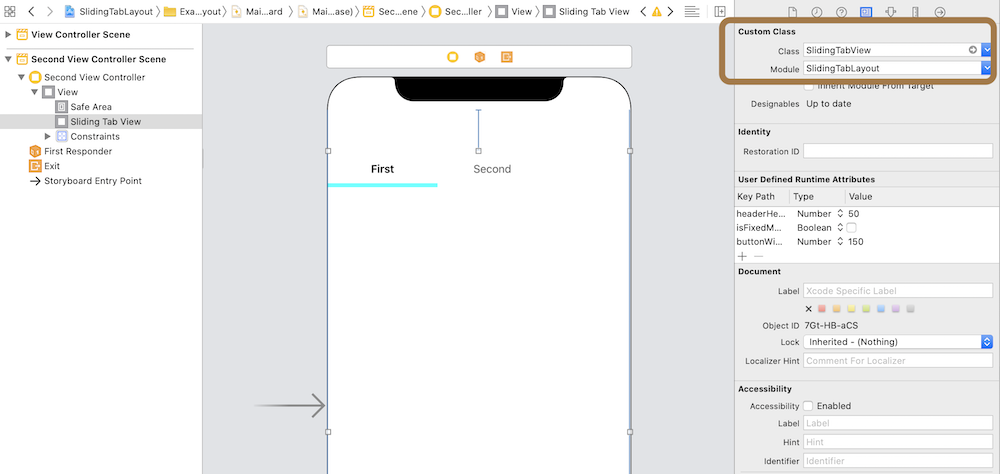 SlidingTabLayout
Exa...yout)
Mai...ard
Mai...ase)
Sc...ene
Sec...ller
View
Sliding Tab View
View Controller Scene
Second View Controller Scene
Second View Controller
View
Safe Area
Sliding Tab View
Constraints
First Responder
Exit
Storyboard Entry Point
First
Second
Custom Class
Class
SlidingTabView
Module
SlidingTabLayout
Inherit Module From Target
Designables
Up to date
Identity
Restoration ID
User Defined Runtime Attributes
Key Path
Type
Value
headerHe...
Number
50
isFixedM...
Boolean
buttonWi...
Number
150
Document
Label
Xcode Specific Label
Object ID
7Gt-HB-aCS
Lock
Inherited - (Nothing)
Localizer Hint
Comment For Localizer
Accessibility
Accessibility
Enabled
Label
Label
Hint
Hint
Identifier
Identifier